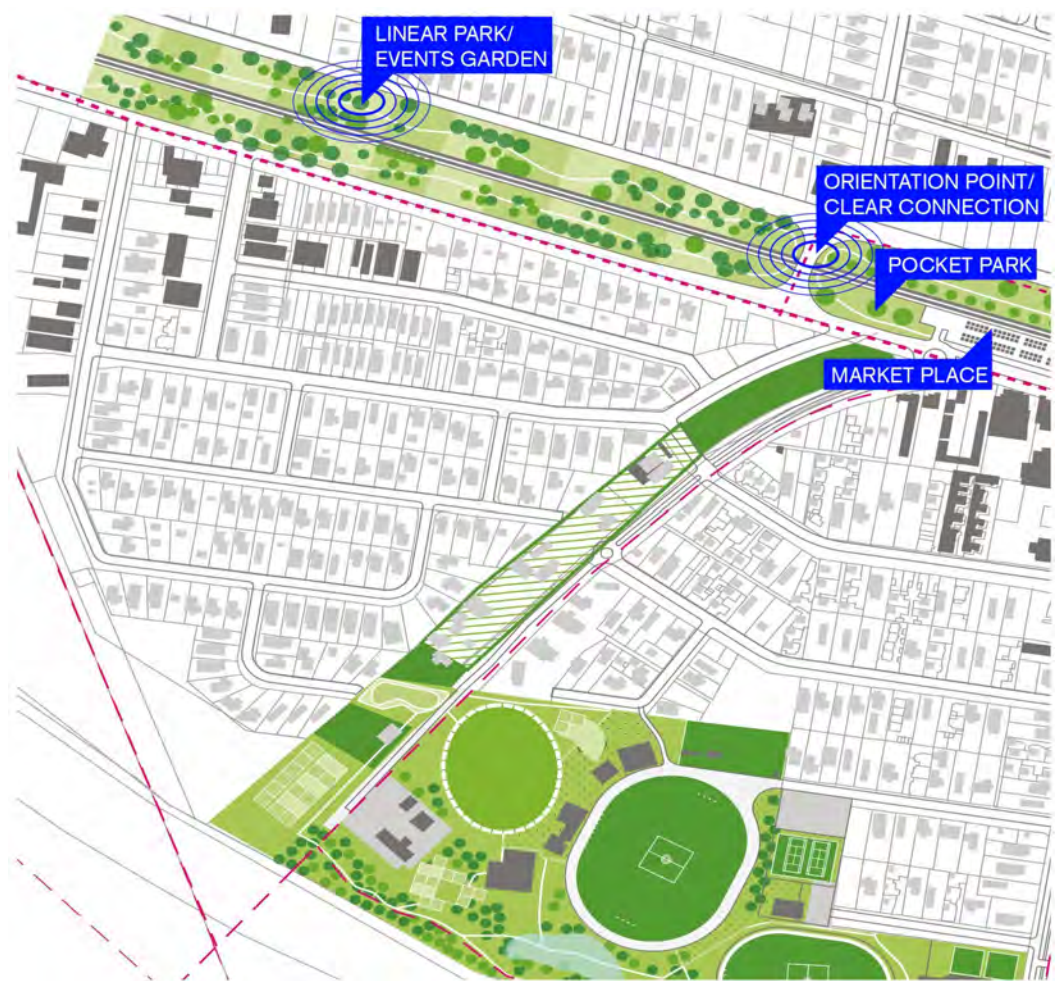 LINEAR PARK/
EVENTS GARDEN
ORIENTATION POINT/
CLEAR CONNECTION
POCKET PARK
MARKET PLACE